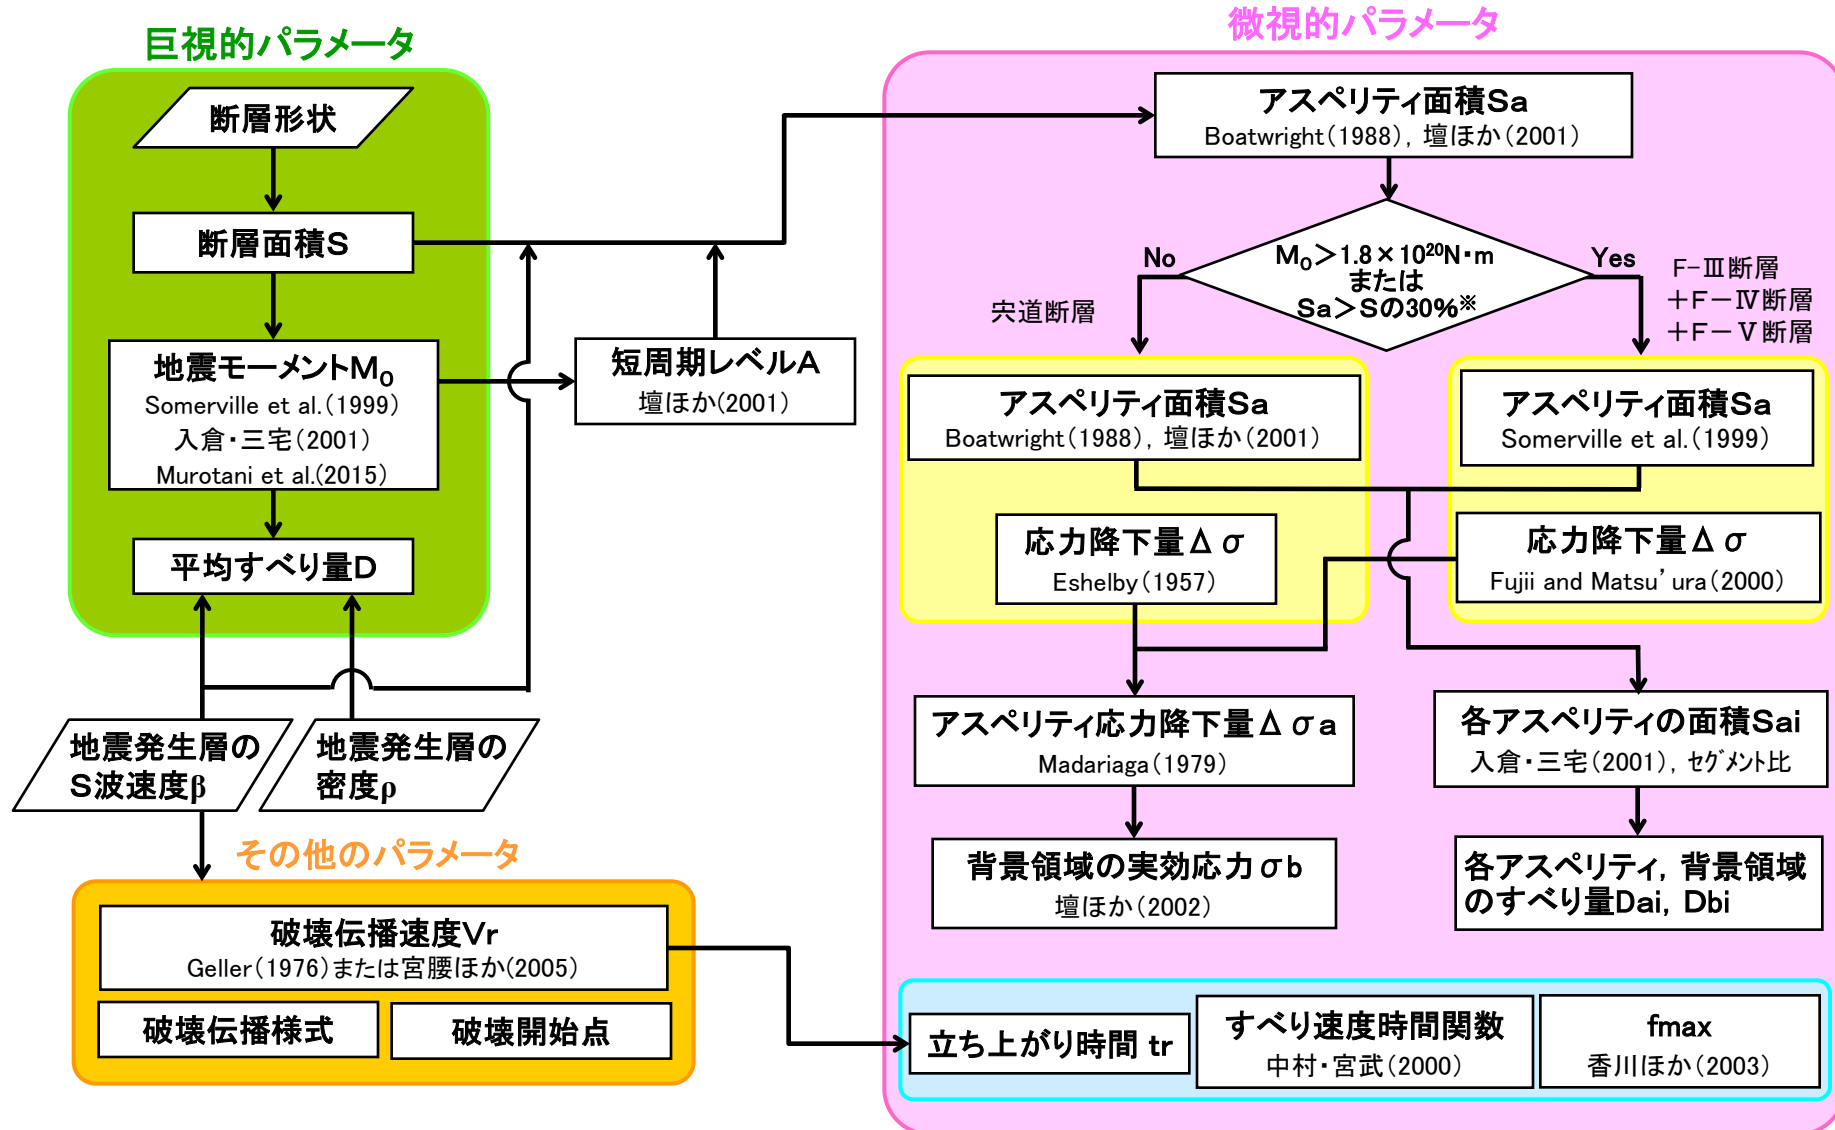 巨視的パラメータ
断層形状
断層面積S
地震モーメントM₀
Somerville et al.(1999)
入倉・三宅(2001)
Murotani et al.(2015)
平均すべり量D
地震発生層の
S波速度β
地震発生層の
密度ρ
短周期レベルA
壇ほか(2001)
その他のパラメータ
破壊伝播速度Vr
Geller(1976)または宮腰ほか(2005)
破壊伝播様式
破壊開始点
微視的パラメータ
アスペリティ面積Sa
Boatwright(1988), 壇ほか(2001)
M₀>1.8×10²⁰N・m
または
Sa>Sの30%※
No
Yes
宍道断層
F-Ⅲ断層
+F-Ⅳ断層
+F-Ⅴ断層
アスペリティ面積Sa
Boatwright(1988), 壇ほか(2001)
応力降下量Δσ
Eshelby(1957)
アスペリティ面積Sa
Somerville et al.(1999)
応力降下量Δσ
Fujii and Matsu'ura(2000)
アスペリティ応力降下量Δσa
Madariaga(1979)
背景領域の実効応力σb
壇ほか(2002)
各アスペリティの面積Sai
入倉・三宅(2001), セグメント比
各アスペリティ, 背景領域
のすべり量Dai, Dbi
立ち上がり時間 tr
すべり速度時間関数
中村・宮武(2000)
fmax
香川ほか(2003)